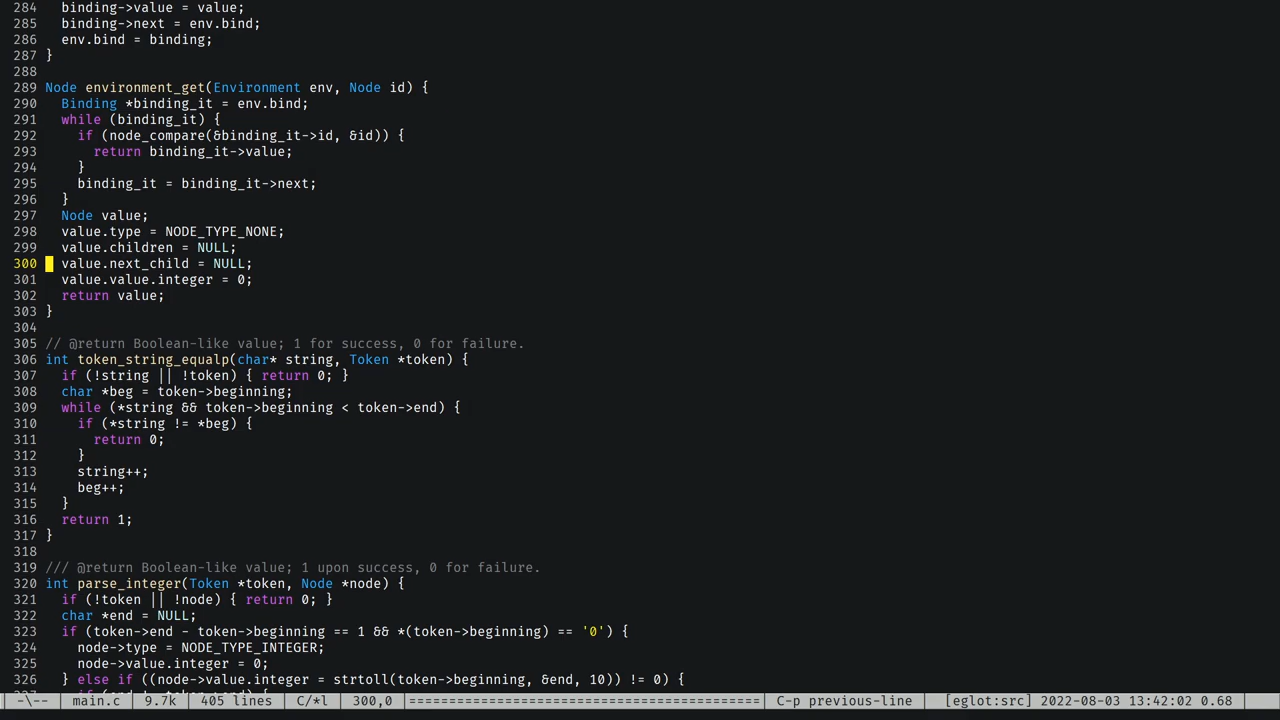 284     binding->value = value;
285     binding->next = env.bind;
286     env.bind = binding;
287 }
288
289 Node environment_get(Environment env, Node id) {
290   Binding *binding_it = env.bind;
291   while (binding_it) {
292     if (node_compare(&binding_it->id, &id)) {
293       return binding_it->value;
294     }
295     binding_it = binding_it->next;
296   }
297   Node value;
298   value.type = NODE_TYPE_NONE;
299   value.children = NULL;
300   value.next_child = NULL;
301   value.value.integer = 0;
302   return value;
303 }
304
305 // @return Boolean-like value; 1 for success, 0 for failure.
306 int token_string_equalp(char* string, Token *token) {
307   if (!string || !token) { return 0; }
308   char *beg = token->beginning;
309   while (*string && token->beginning < token->end) {
310     if (*string != *beg) {
311       return 0;
312     }
313     string++;
314     beg++;
315   }
316   return 1;
317 }
318
319 /// @return Boolean-like value; 1 upon success, 0 for failure.
320 int parse_integer(Token *token, Node *node) {
321   if (!token || !node) { return 0; }
322   char *end = NULL;
323   if (token->end - token->beginning == 1 && *(token->beginning) == '0') {
324     node->type = NODE_TYPE_INTEGER;
325     node->value.integer = 0;
326   } else if ((node->value.integer = strtoll(token->beginning, &end, 10)) != 0) {
-\-- main.c 9.7k 405 lines C/*l 300,0 ============================================ C-p previous-line [eglot:src] 2022-08-03 13:42:02 0.68